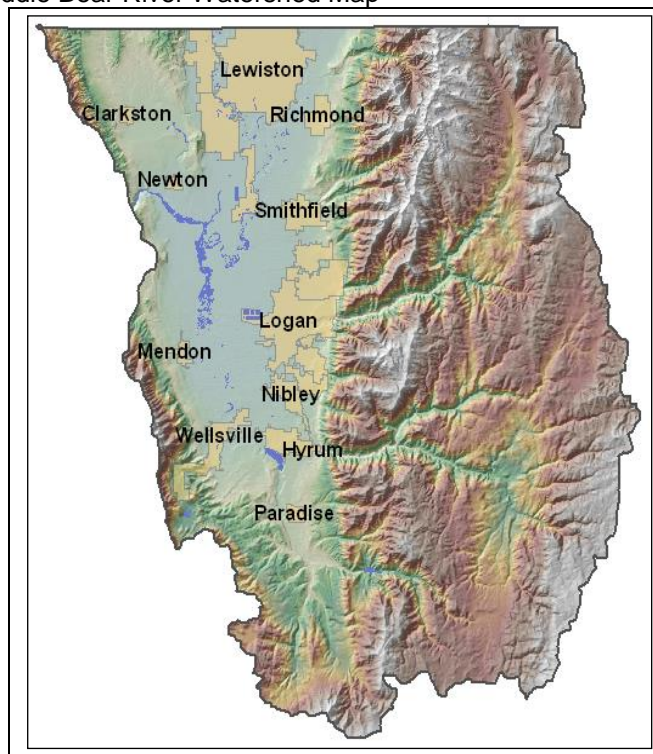 Bear River Watershed Map
Lewiston
Clarkston
Richmond
Newton
Smithfield
Logan
Mendon
Nibley
Wellsville
Hyrum
Paradise